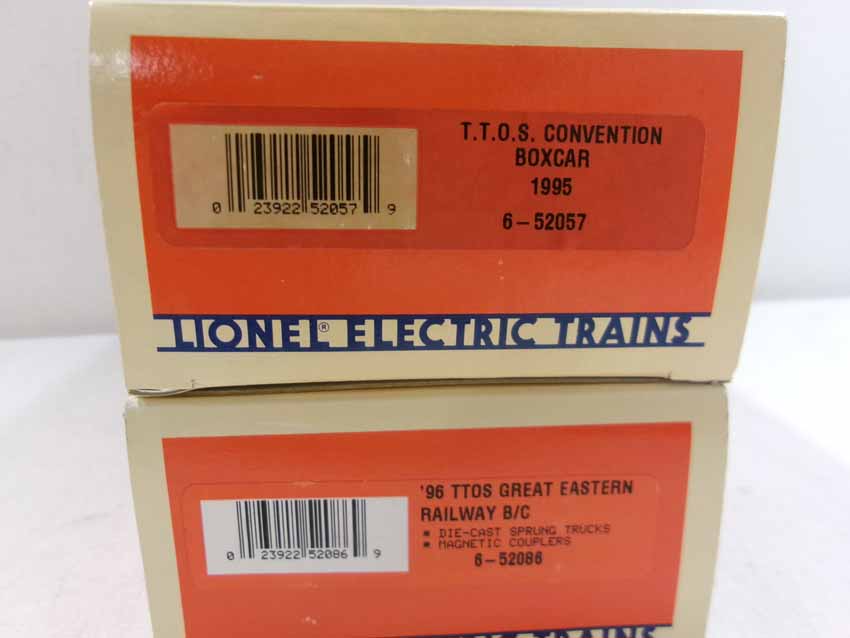 T.T.O.S. CONVENTION
BOXCAR
1995
6-52057
0 23922 52057 9
LIONEL® ELECTRIC TRAINS
'96 TTOS GREAT EASTERN
RAILWAY B/C
▪ DIE-CAST SPRUNG TRUCKS
▪ MAGNETIC COUPLERS
6-52086
0 23922 52086 9
TRAINS